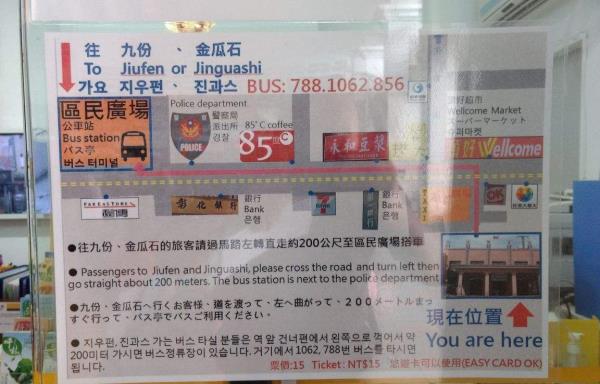 往 九份 、 金瓜石
To Jiufen or Jinguashi
가요 지우펀、 진과스 BUS: 788.1062.856
區民廣場
公車站
Bus station
バス亭
버스 터미널
Police department
警察局
派出所
경찰
POLICE
85°C coffee
85°C
永和豆漿
頂好超市
Wellcome Market
スーパーマーケット
슈퍼마켓
頂好Wellcome
FAR EASTONE
彰化銀行
銀行
Bank
은행
7-ELEVEN
銀行
Bank
은행
TAXI
OK
●往九份、金瓜石的旅客請過馬路左轉直走約200公尺至區民廣場搭車
● Passengers to Jiufen and Jinguashi, please cross the road and turn left then
go straight about 200 meters. The bus station is next to the police department
●九份、金瓜石へ行くお客様、道を渡って、左へ曲がって、２００メートルまっ
すぐ行って、バス亭でバスご利用ください。
● 지우펀, 진과스 가는 버스 타실 분들은 역 앞 건너편에서 왼쪽으로 꺽어서 약
200미터 가시면 버스정류장이 있습니다. 거기에서 1062, 788번 버스를 타시면
됩니다.
現在位置
You are here
票價:15 Ticket: NT$15 悠遊卡可以使用(EASY CARD OK)